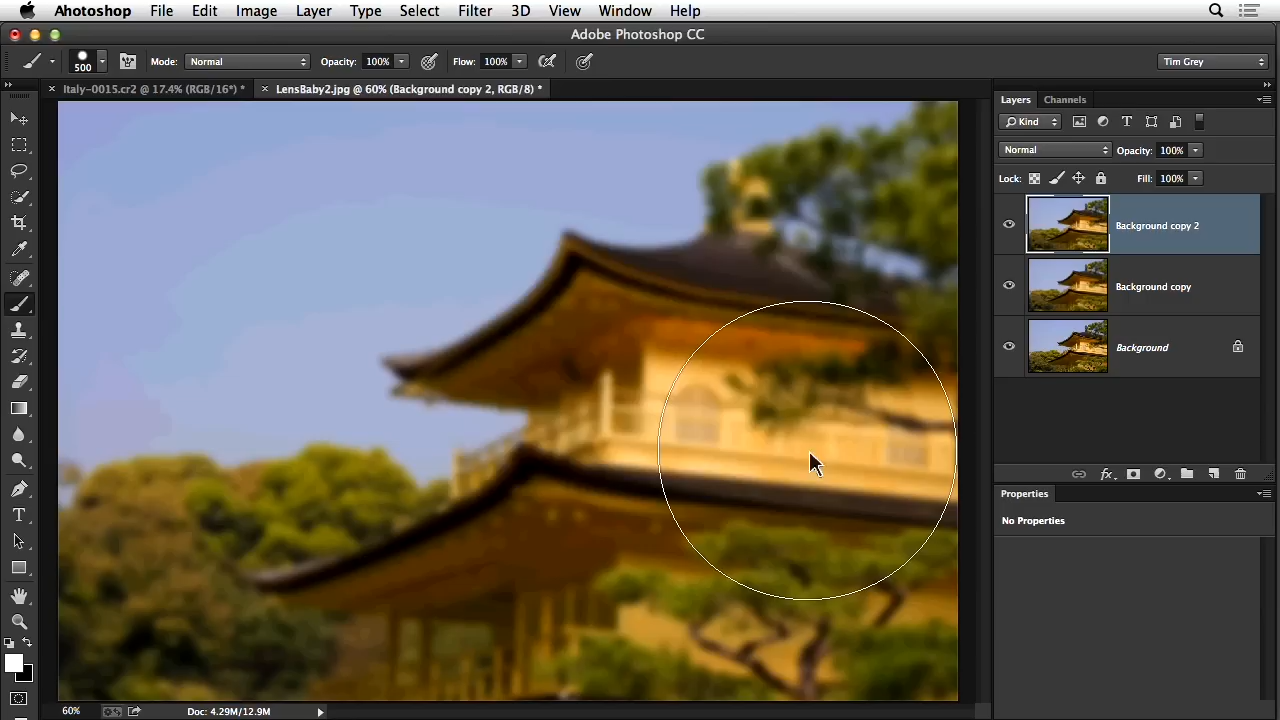 Ahotoshop File Edit Image Layer Type Select Filter 3D View Window Help
Adobe Photoshop CC
500 Mode: Normal Opacity: 100% Flow: 100% Tim Grey
Italy-0015.cr2 @ 17.4% (RGB/16*) * LensBaby2.jpg @ 60% (Background copy 2, RGB/8) *
Layers Channels
Kind
Normal Opacity: 100%
Lock: Fill: 100%
Background copy 2
Background copy
Background
fx
Properties
No Properties
60% Doc: 4.29M/12.9M